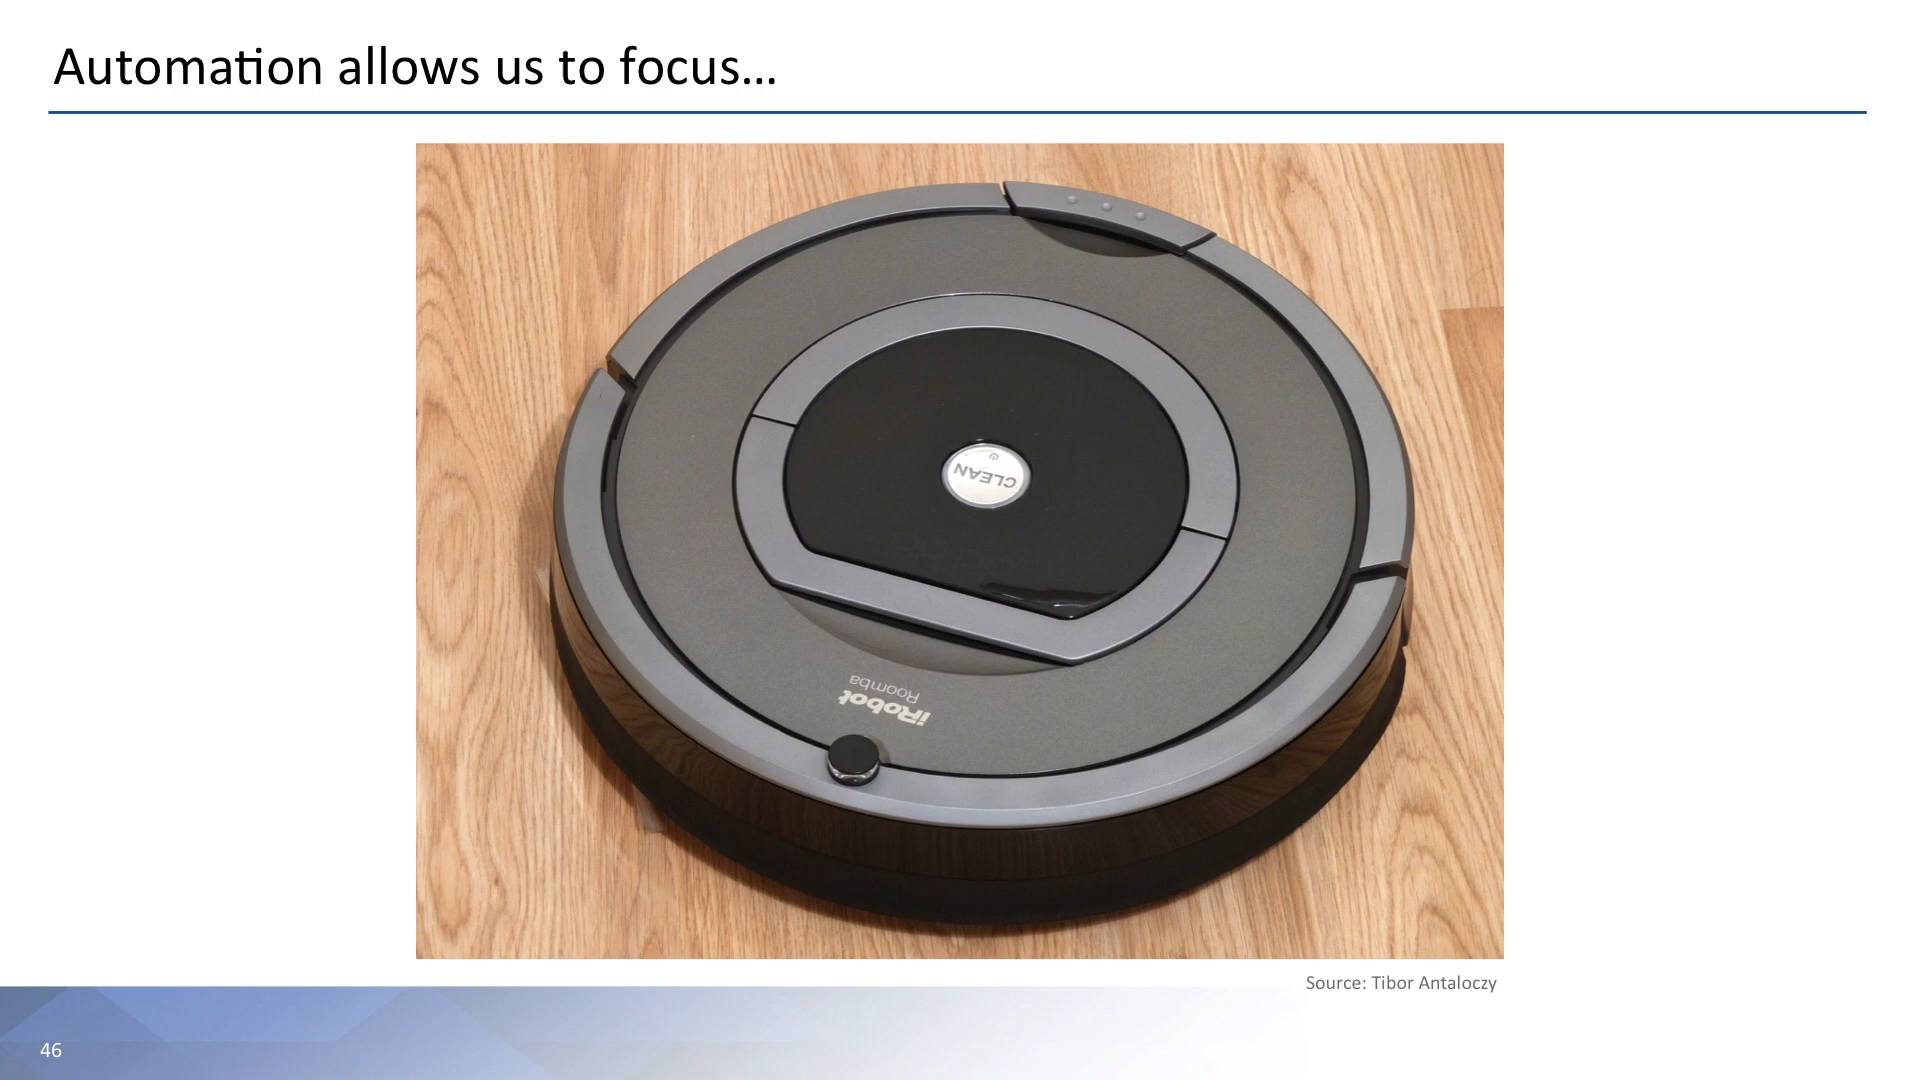 Automation allows us to focus...
CLEAN
Roomba
iRobot
Source: Tibor Antaloczy
46